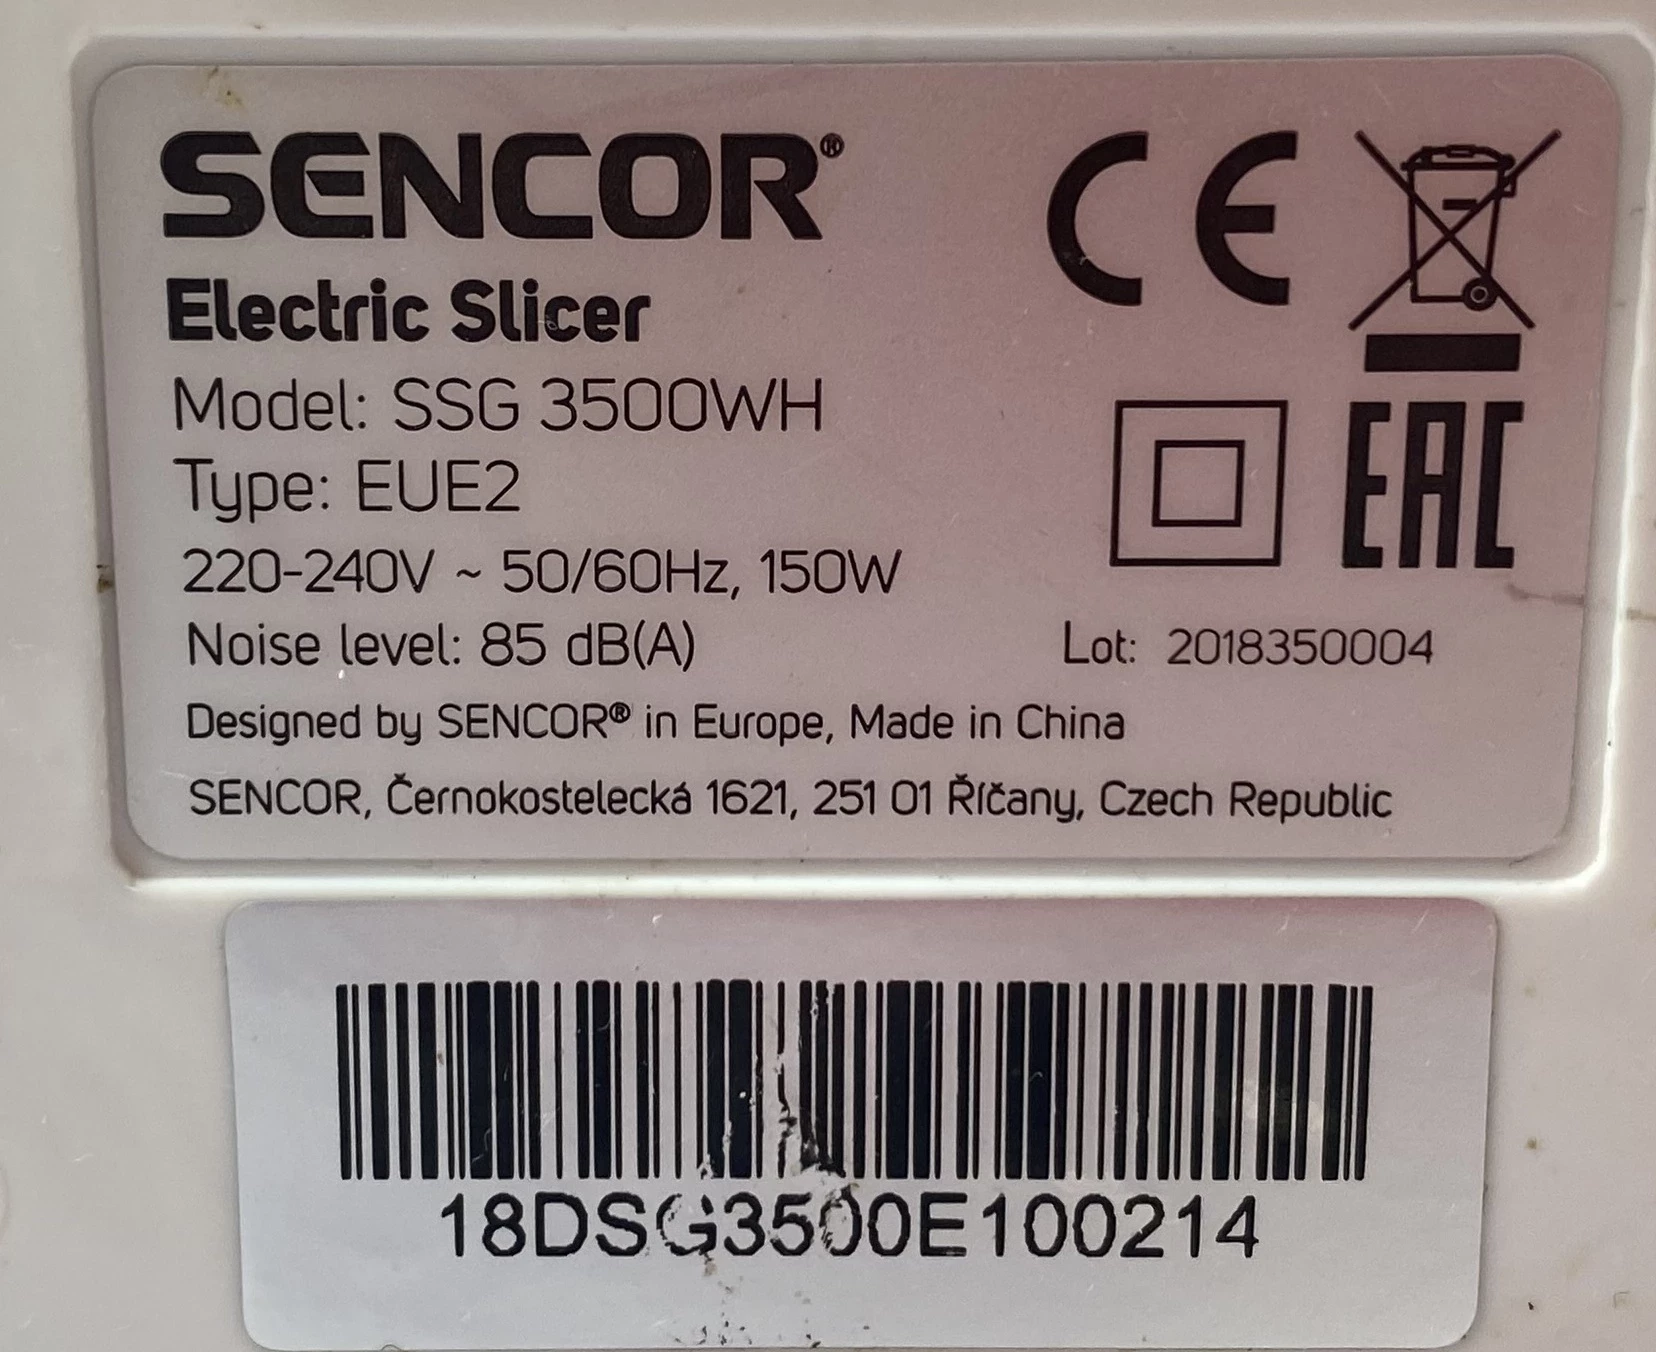 SENCOR®
Electric Slicer
Model: SSG 3500WH
Type: EUE2
220-240V ~ 50/60Hz, 150W
Noise level: 85 dB(A)
Lot: 2018350004
Designed by SENCOR® in Europe, Made in China
SENCOR, Černokostelecká 1621, 251 01 Říčany, Czech Republic
CE
EAC
18DSG3500E100214